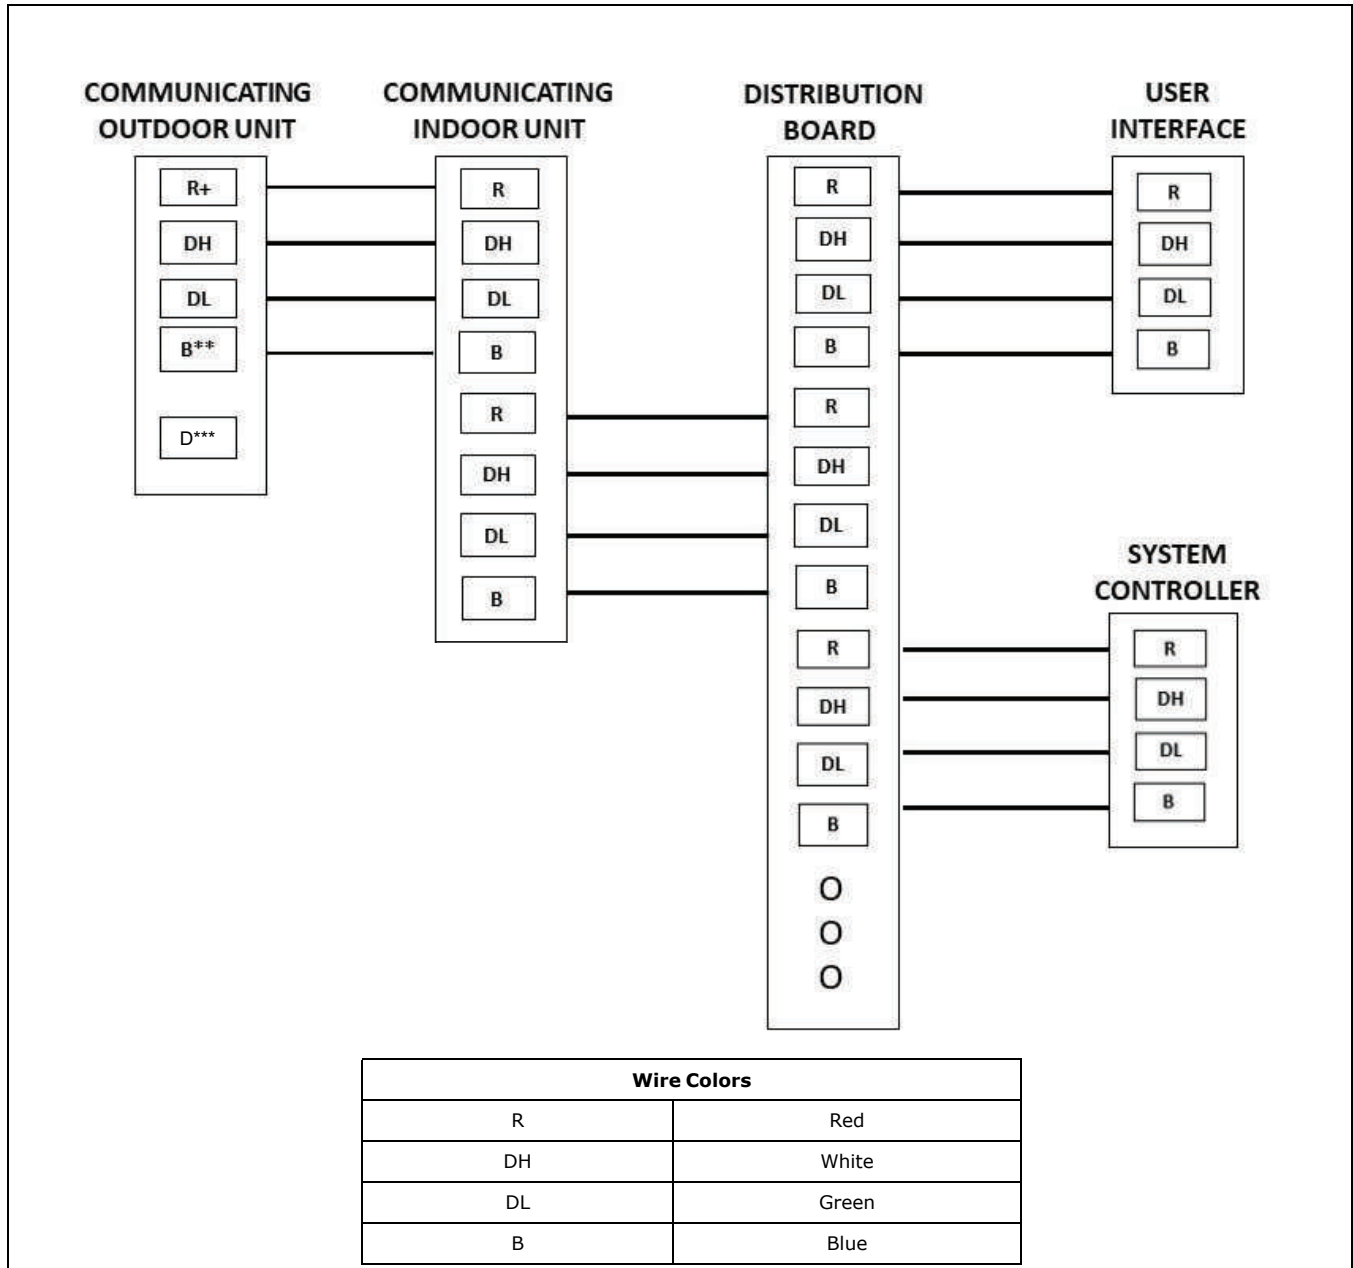 COMMUNICATING
OUTDOOR UNIT
R+
DH
DL
B**
D***
COMMUNICATING
INDOOR UNIT
R
DH
DL
B
R
DH
DL
B
DISTRIBUTION
BOARD
R
DH
DL
B
R
DH
DL
B
R
DH
DL
B
O
O
O
USER
INTERFACE
R
DH
DL
B
SYSTEM
CONTROLLER
R
DH
DL
B
Wire Colors
R Red
DH White
DL Green
B Blue